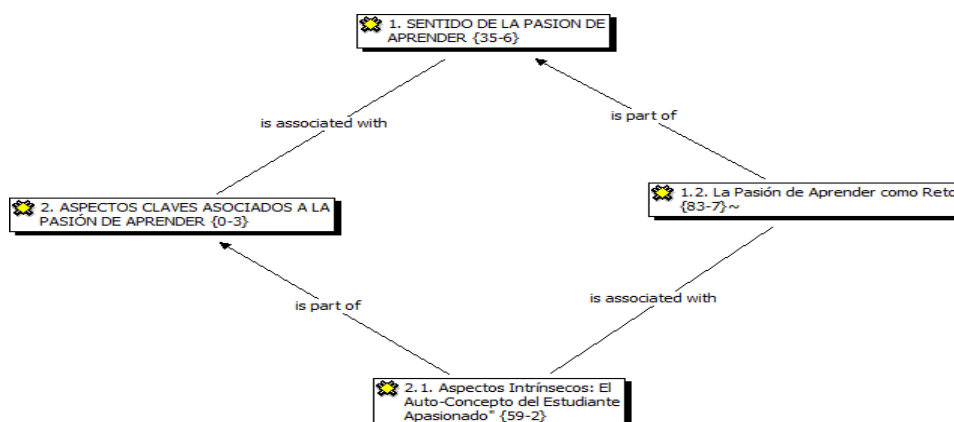 1. SENTIDO DE LA PASION DE
APRENDER {35-6}
is associated with
is part of
2. ASPECTOS CLAVES ASOCIADOS A LA
PASIÓN DE APRENDER {0-3}
1.2. La Pasión de Aprender como Reto
{83-7}~
is part of
is associated with
2.1. Aspectos Intrínsecos: El
Auto-Concepto del Estudiante
Apasionado" {59-2}